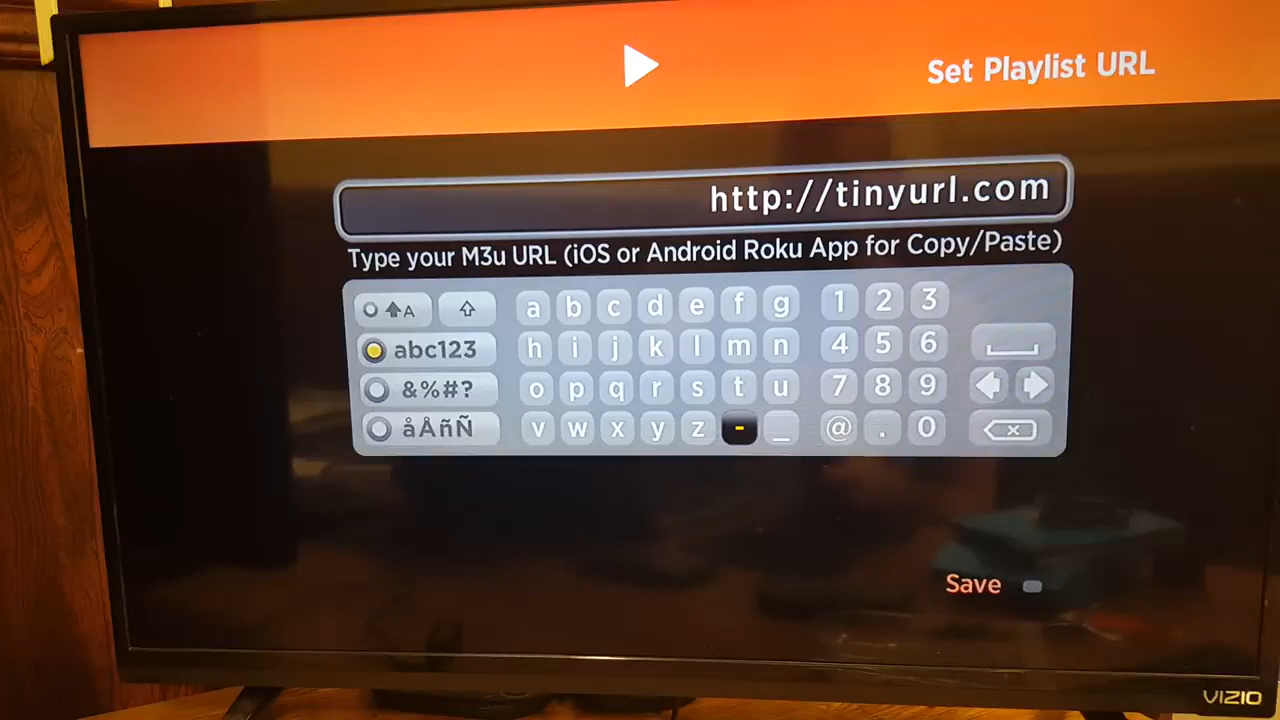 Set Playlist URL
http://tinyurl.com
Type your M3u URL (iOS or Android Roku App for Copy/Paste)
A a b c d e f g 1 2 3
abc123 h i j k l m n 4 5 6
&%#? o p q r s t u 7 8 9
åÅñÑ v w x y z - _ @ . 0
Save
VIZIO